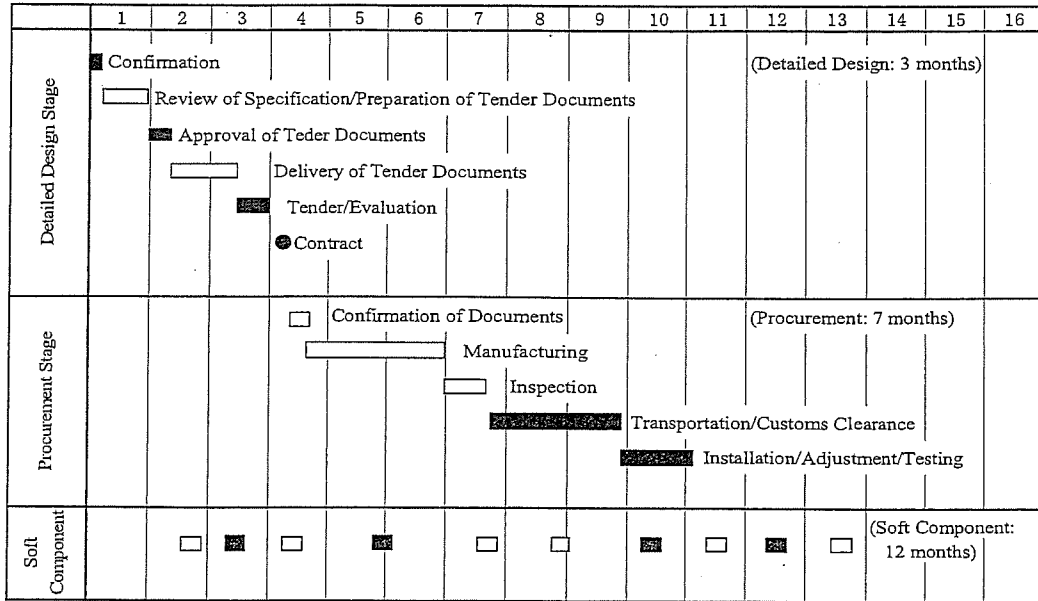 1 2 3 4 5 6 7 8 9 10 11 12 13 14 15 16
Detailed Design Stage
Confirmation
(Detailed Design: 3 months)
Review of Specification/Preparation of Tender Documents
Approval of Teder Documents
Delivery of Tender Documents
Tender/Evaluation
Contract
Procurement Stage
Confirmation of Documents
(Procurement: 7 months)
Manufacturing
Inspection
Transportation/Customs Clearance
Installation/Adjustment/Testing
Soft
Component
(Soft Component:
12 months)